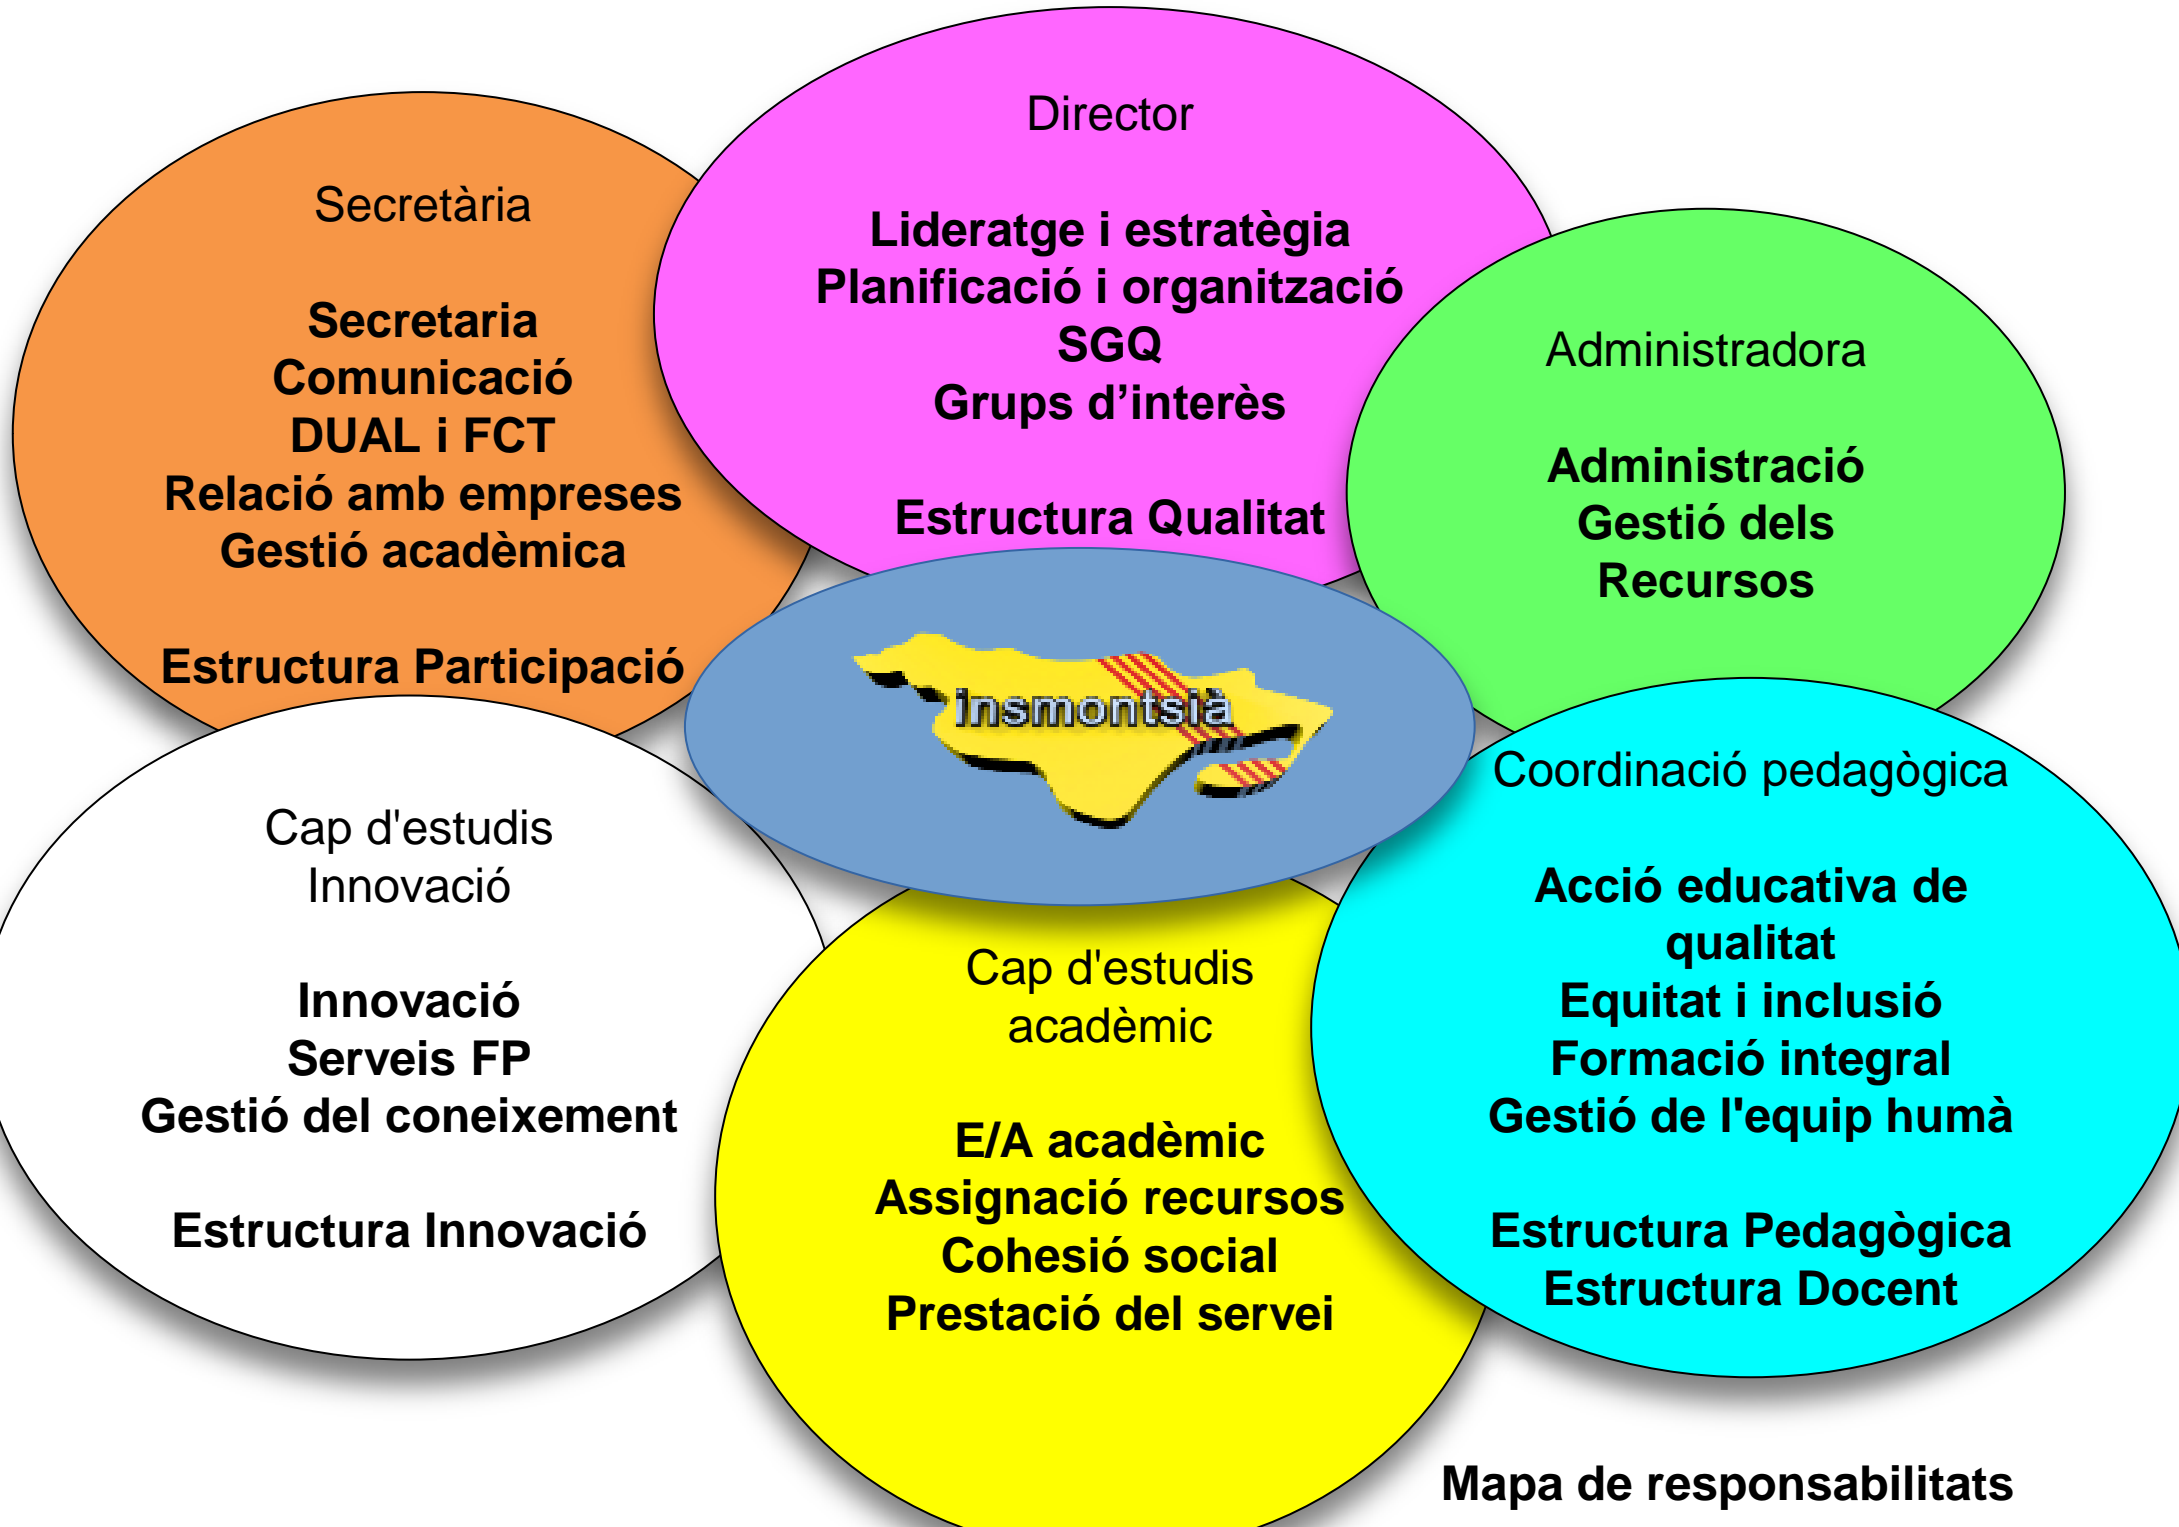 Director
Lideratge i estratègia
Planificació i organització
SGQ
Grups d’interès
Estructura Qualitat
Secretària
Secretaria
Comunicació
DUAL i FCT
Relació amb empreses
Gestió acadèmica
Estructura Participació
Administradora
Administració
Gestió dels
Recursos
insmontsià
Cap d'estudis
Innovació
Innovació
Serveis FP
Gestió del coneixement
Estructura Innovació
Cap d'estudis
acadèmic
E/A acadèmic
Assignació recursos
Cohesió social
Prestació del servei
Coordinació pedagògica
Acció educativa de
qualitat
Equitat i inclusió
Formació integral
Gestió de l'equip humà
Estructura Pedagògica
Estructura Docent
Mapa de responsabilitats